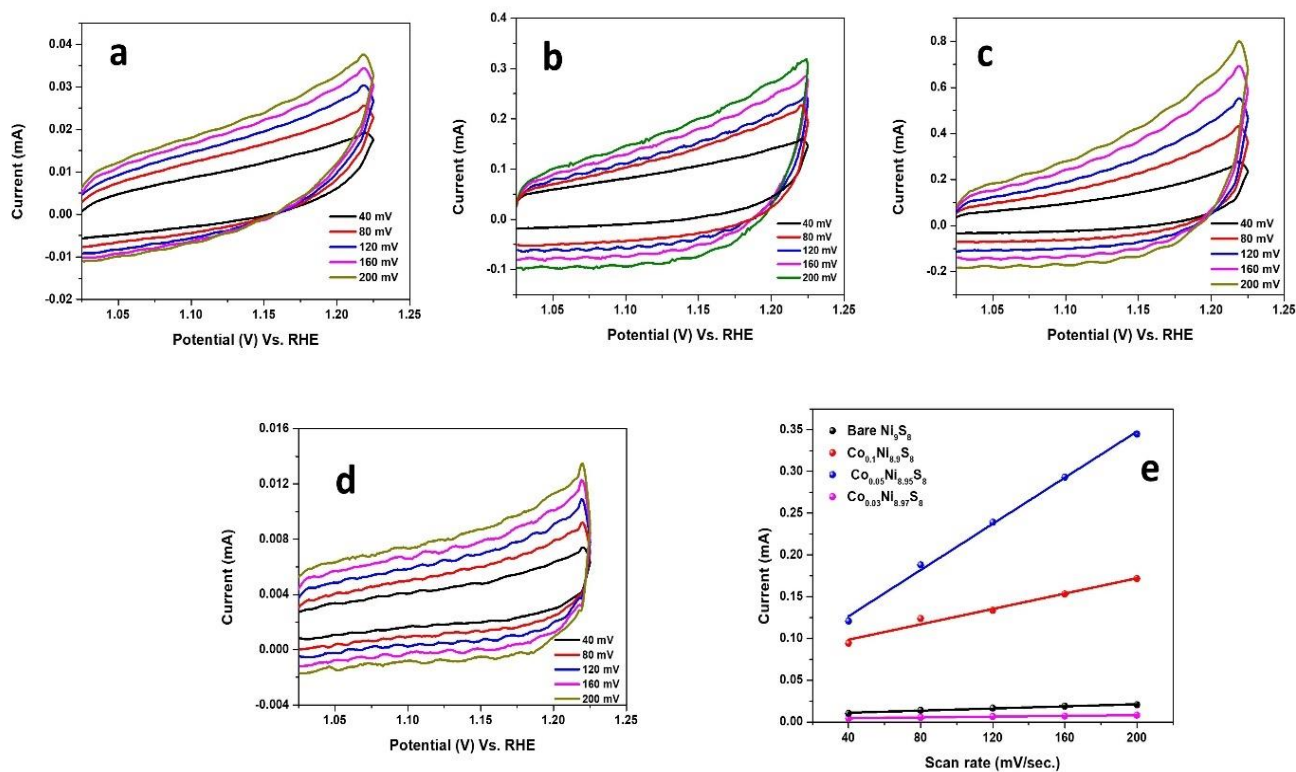 a
Current (mA)
0.04
0.03
0.02
0.01
0.00
-0.01
-0.02
1.05
1.10
1.15
1.20
1.25
Potential (V) Vs. RHE
40 mV
80 mV
120 mV
160 mV
200 mV
b
Current (mA)
0.4
0.3
0.2
0.1
0.0
-0.1
1.05
1.10
1.15
1.20
1.25
Potential (V) Vs. RHE
40 mV
80 mV
120 mV
160 mV
200 mV
c
Current (mA)
0.8
0.6
0.4
0.2
0.0
-0.2
1.05
1.10
1.15
1.20
1.25
Potential (V) Vs. RHE
40 mV
80 mV
120 mV
160 mV
200 mV
d
Current (mA)
0.016
0.012
0.008
0.004
0.000
-0.004
1.05
1.10
1.15
1.20
1.25
Potential (V) Vs. RHE
40 mV
80 mV
120 mV
160 mV
200 mV
e
Current (mA)
0.35
0.30
0.25
0.20
0.15
0.10
0.05
0.00
40
80
120
160
200
Scan rate (mV/sec.)
Bare Ni₉S₈
Co₀.₁Ni₈.₉S₈
Co₀.₀₅Ni₈.₉₅S₈
Co₀.₀₃Ni₈.₉₇S₈